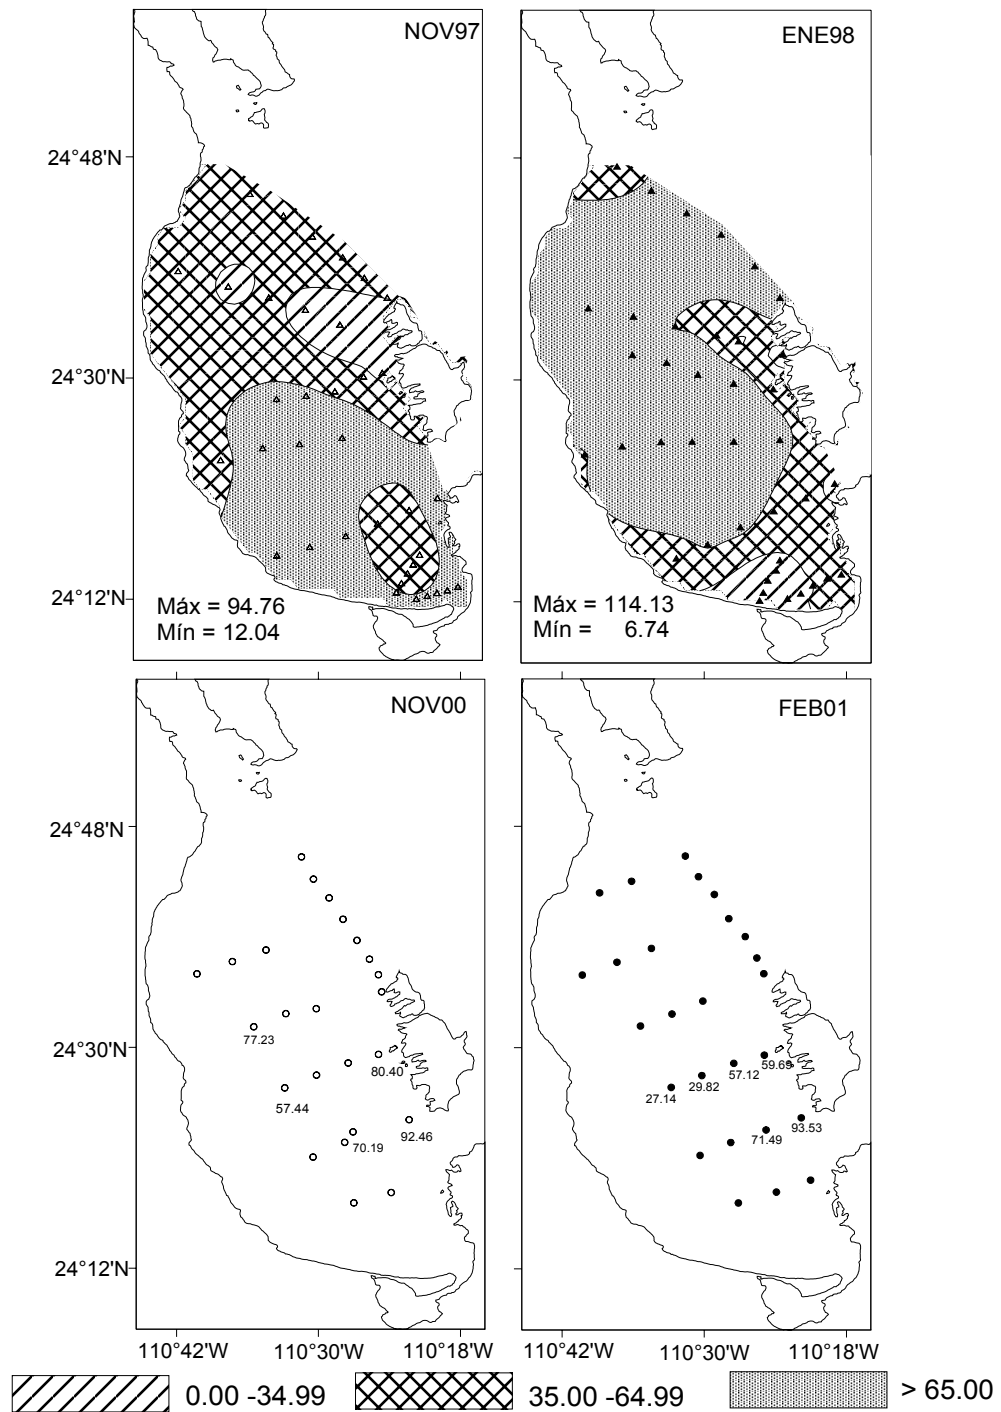 NOV97
ENE98
24°48'N
24°30'N
24°12'N
Máx = 94.76
Mín = 12.04
Máx = 114.13
Mín = 6.74
NOV00
FEB01
24°48'N
24°30'N
24°12'N
77.23
80.40
57.44
92.46
70.19
59.69
57.12
29.82
27.14
93.53
71.49
110°42'W
110°30'W
110°18'W
110°42'W
110°30'W
110°18'W
0.00 -34.99
35.00 -64.99
> 65.00